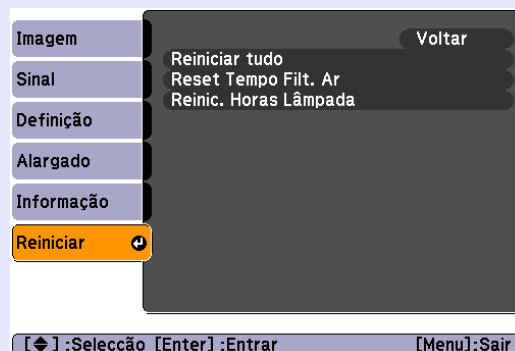 Imagem
Sinal
Definição
Alargado
Informação
Reiniciar
Voltar
Reiniciar tudo
Reset Tempo Filt. Ar
Reinic. Horas Lâmpada
[◆] :Selecção [Enter] :Entrar [Menu]:Sair